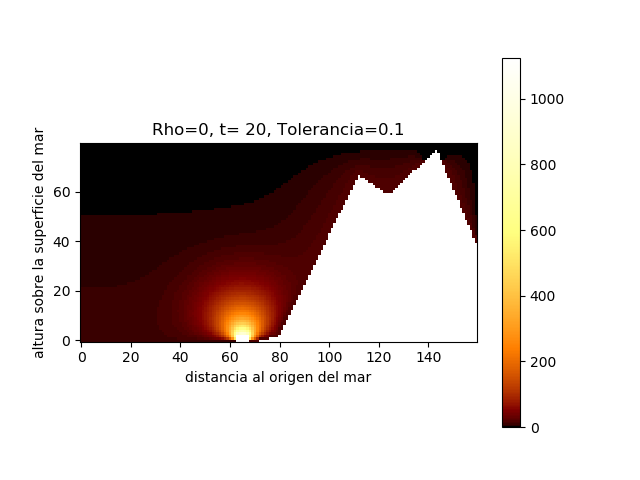 Rho=0, t= 20, Tolerancia=0.1
altura sobre la superficie del mar
60
40
20
0
0 20 40 60 80 100 120 140
distancia al origen del mar
1000
800
600
400
200
0